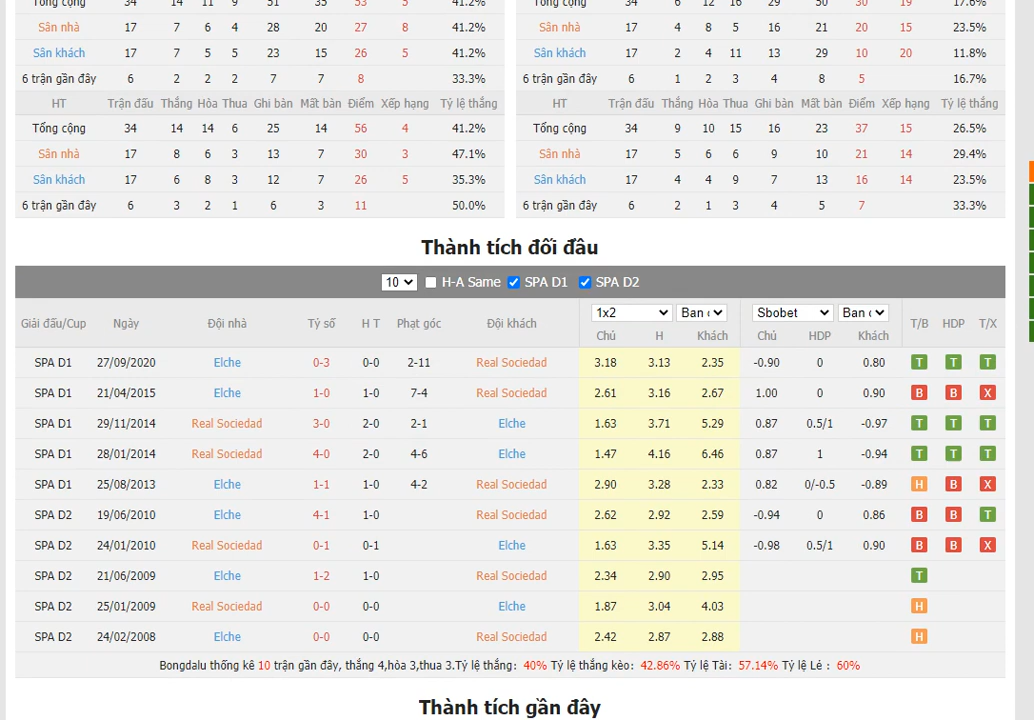 Tổng cộng 34 14 11 9 51 35 53 5 41.2% Tổng cộng 34 6 12 16 29 50 30 19 17.6%
Sân nhà 17 7 6 4 28 20 27 8 41.2% Sân nhà 17 4 8 5 16 21 20 15 23.5%
Sân khách 17 7 5 5 23 15 26 5 41.2% Sân khách 17 2 4 11 13 29 10 20 11.8%
6 trận gần đây 6 2 2 2 7 7 8 33.3% 6 trận gần đây 6 1 2 3 4 8 5 16.7%
HT Trận đấu Thắng Hòa Thua Ghi bàn Mất bàn Điểm Xếp hạng Tỷ lệ thắng HT Trận đấu Thắng Hòa Thua Ghi bàn Mất bàn Điểm Xếp hạng Tỷ lệ thắng
Tổng cộng 34 14 14 6 25 14 56 4 41.2% Tổng cộng 34 9 10 15 16 23 37 15 26.5%
Sân nhà 17 8 6 3 13 7 30 3 47.1% Sân nhà 17 5 6 6 9 10 21 14 29.4%
Sân khách 17 6 8 3 12 7 26 5 35.3% Sân khách 17 4 4 9 7 13 16 14 23.5%
6 trận gần đây 6 3 2 1 6 3 11 50.0% 6 trận gần đây 6 2 1 3 4 5 7 33.3%
Thành tích đối đầu
10 H-A Same SPA D1 SPA D2
Giải đấu/Cup Ngày Đội nhà Tỷ số H T Phạt góc Đội khách 1x2 Ban c Sbobet Ban c T/B HDP T/X
Chủ H Khách Chủ HDP Khách
SPA D1 27/09/2020 Elche 0-3 0-0 2-11 Real Sociedad 3.18 3.13 2.35 -0.90 0 0.80 T T T
SPA D1 21/04/2015 Elche 1-0 1-0 7-4 Real Sociedad 2.61 3.16 2.67 1.00 0 0.90 B B X
SPA D1 29/11/2014 Real Sociedad 3-0 2-0 2-1 Elche 1.63 3.71 5.29 0.87 0.5/1 -0.97 T T T
SPA D1 28/01/2014 Real Sociedad 4-0 2-0 4-6 Elche 1.47 4.16 6.46 0.87 1 -0.94 T T T
SPA D1 25/08/2013 Elche 1-1 1-0 4-2 Real Sociedad 2.90 3.28 2.33 0.82 0/-0.5 -0.89 H B X
SPA D2 19/06/2010 Elche 4-1 1-0 Real Sociedad 2.62 2.92 2.59 -0.94 0 0.86 B B T
SPA D2 24/01/2010 Real Sociedad 0-1 0-1 Elche 1.63 3.35 5.14 -0.98 0.5/1 0.90 B B X
SPA D2 21/06/2009 Elche 1-2 1-0 Real Sociedad 2.34 2.90 2.95 T
SPA D2 25/01/2009 Real Sociedad 0-0 0-0 Elche 1.87 3.04 4.03 H
SPA D2 24/02/2008 Elche 0-0 0-0 Real Sociedad 2.42 2.87 2.88 H
Bongdalu thống kê 10 trận gần đây, thắng 4,hòa 3,thua 3.Tỷ lệ thắng: 40% Tỷ lệ thắng kèo: 42.86% Tỷ lệ Tài: 57.14% Tỷ lệ Lẻ : 60%
Thành tích gần đây